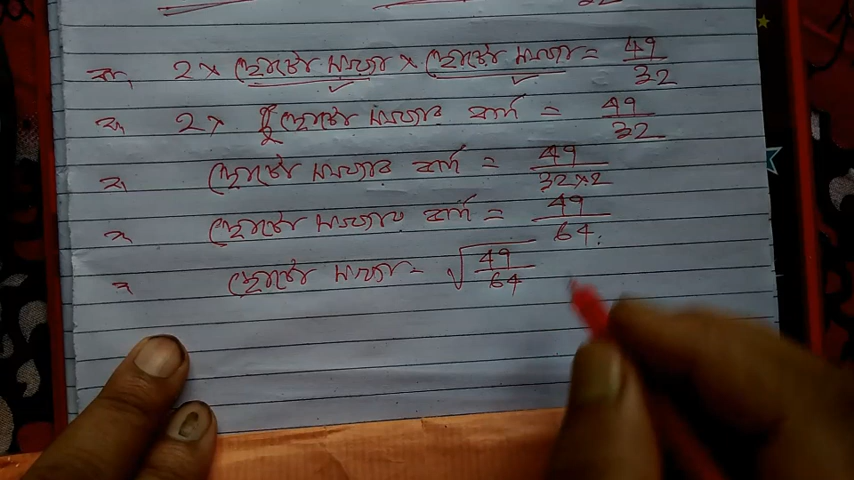 বা, 2 × ছোটো সংখ্যা × ছোটো সংখ্যা = 49/32
বা, 2 × ছোটো সংখ্যার বর্গ = 49/32
বা, ছোটো সংখ্যার বর্গ = 49/32×2
বা, ছোটো সংখ্যার বর্গ = 49/64
বা, ছোটো সংখ্যা = √49/64